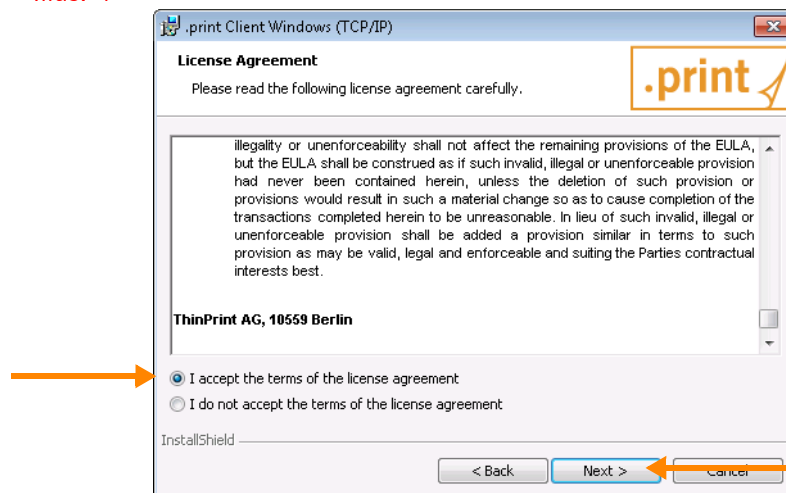 .print Client Windows (TCP/IP)
License Agreement
Please read the following license agreement carefully.
.print
illegality or unenforceability shall not affect the remaining provisions of the EULA,
but the EULA shall be construed as if such invalid, illegal or unenforceable provision
had never been contained herein, unless the deletion of such provision or
provisions would result in such a material change so as to cause completion of the
transactions completed herein to be unreasonable. In lieu of such invalid, illegal or
unenforceable provision shall be added a provision similar in terms to such
provision as may be valid, legal and enforceable and suiting the Parties contractual
interests best.
ThinPrint AG, 10559 Berlin
I accept the terms of the license agreement
I do not accept the terms of the license agreement
InstallShield
< Back
Next >
Cancel